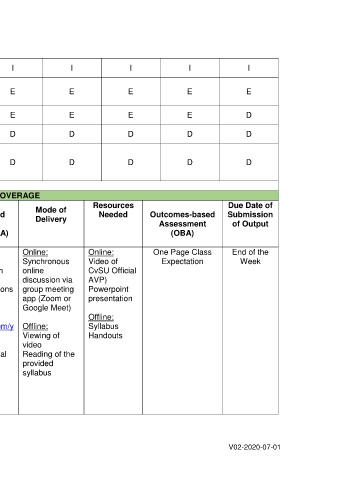 I I I I I
E E E E E
E E E E D
D D D D D
D D D D D
OVERAGE
d
A)
Mode of
Delivery
Resources
Needed
Outcomes-based
Assessment
(OBA)
Due Date of
Submission
of Output
n
ons
m/y
al
Online:
Synchronous
online
discussion via
group meeting
app (Zoom or
Google Meet)
Offline:
Viewing of
video
Reading of the
provided
syllabus
Online:
Video of
CvSU Official
AVP)
Powerpoint
presentation
Offline:
Syllabus
Handouts
One Page Class
Expectation
End of the
Week
V02-2020-07-01